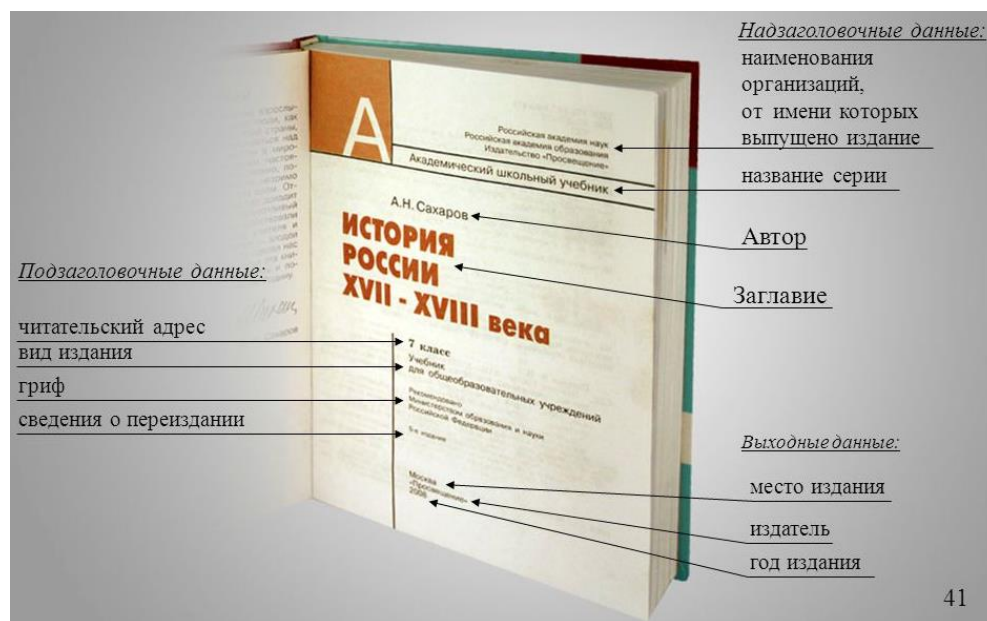 Надзаголовочные данные:
наименования
организаций,
от имени которых
выпущено издание
название серии
Автор
Заглавие
Подзаголовочные данные:
читательский адрес
вид издания
гриф
сведения о переиздании
Выходные данные:
место издания
издатель
год издания
41
А
Российская академия наук
Российская академия образования
Издательство «Просвещение»
Академический школьный учебник
А.Н. Сахаров
ИСТОРИЯ
РОССИИ
XVII - XVIII века
7 класс
Учебник
для общеобразовательных учреждений
Рекомендовано
Министерством образования и науки
Российской Федерации
5-е издание
Москва
«Просвещение»